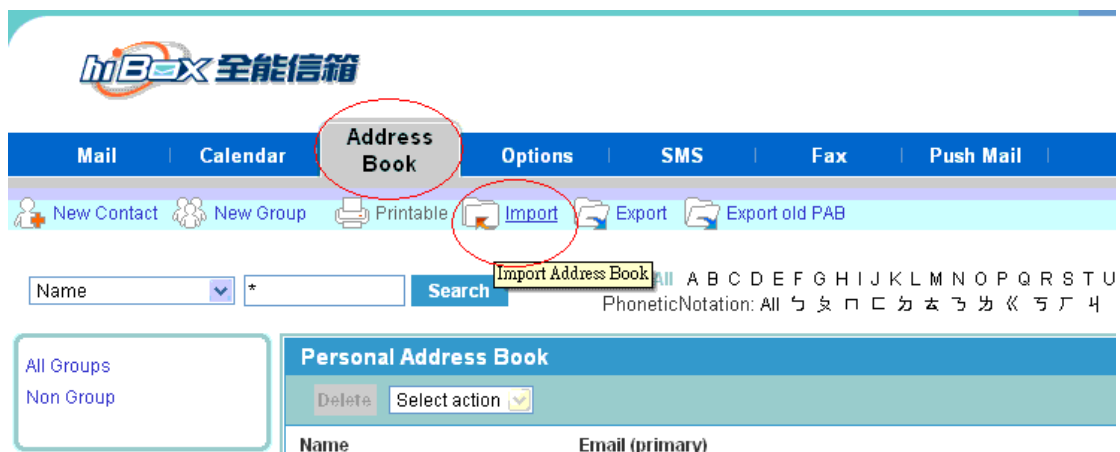 hiBox 全能信箱
Mail Calendar Address Book Options SMS Fax Push Mail
New Contact New Group Printable Import Export Export old PAB
Import Address Book
Name * Search All A B C D E F G H I J K L M N O P Q R S T U
PhoneticNotation: All ㄅ ㄆ ㄇ ㄈ ㄉ ㄊ ㄋ ㄌ ㄍ ㄎ ㄏ ㄐ
All Groups
Non Group
Personal Address Book
Delete Select action
Name Email (primary)